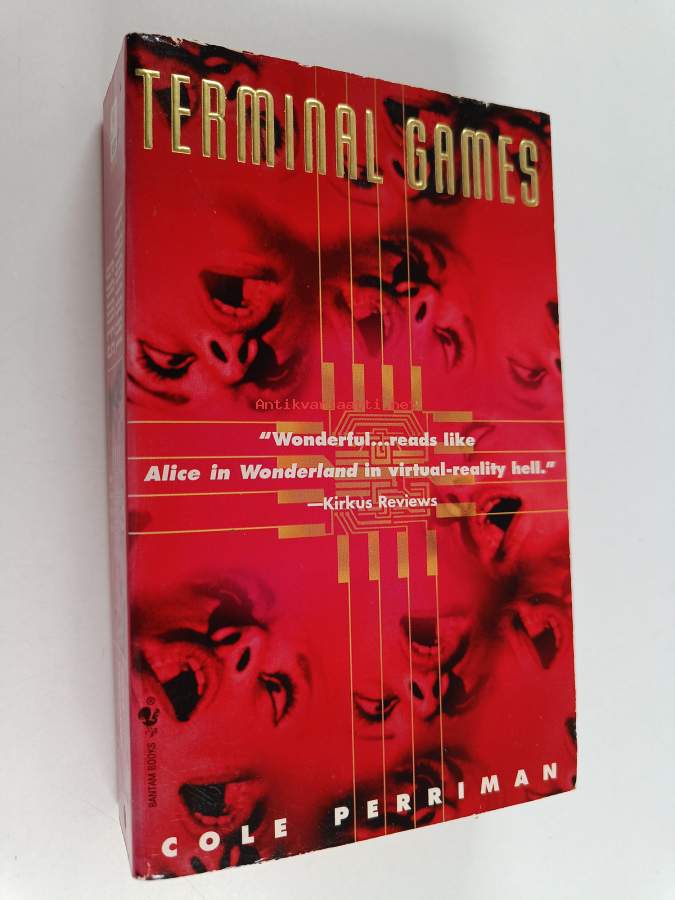 TERMINAL GAMES
Antikvariaatti.net
“Wonderful...reads like
Alice in Wonderland in virtual-reality hell.”
—Kirkus Reviews
BANTAM BOOKS ®
COLE PERRIMAN